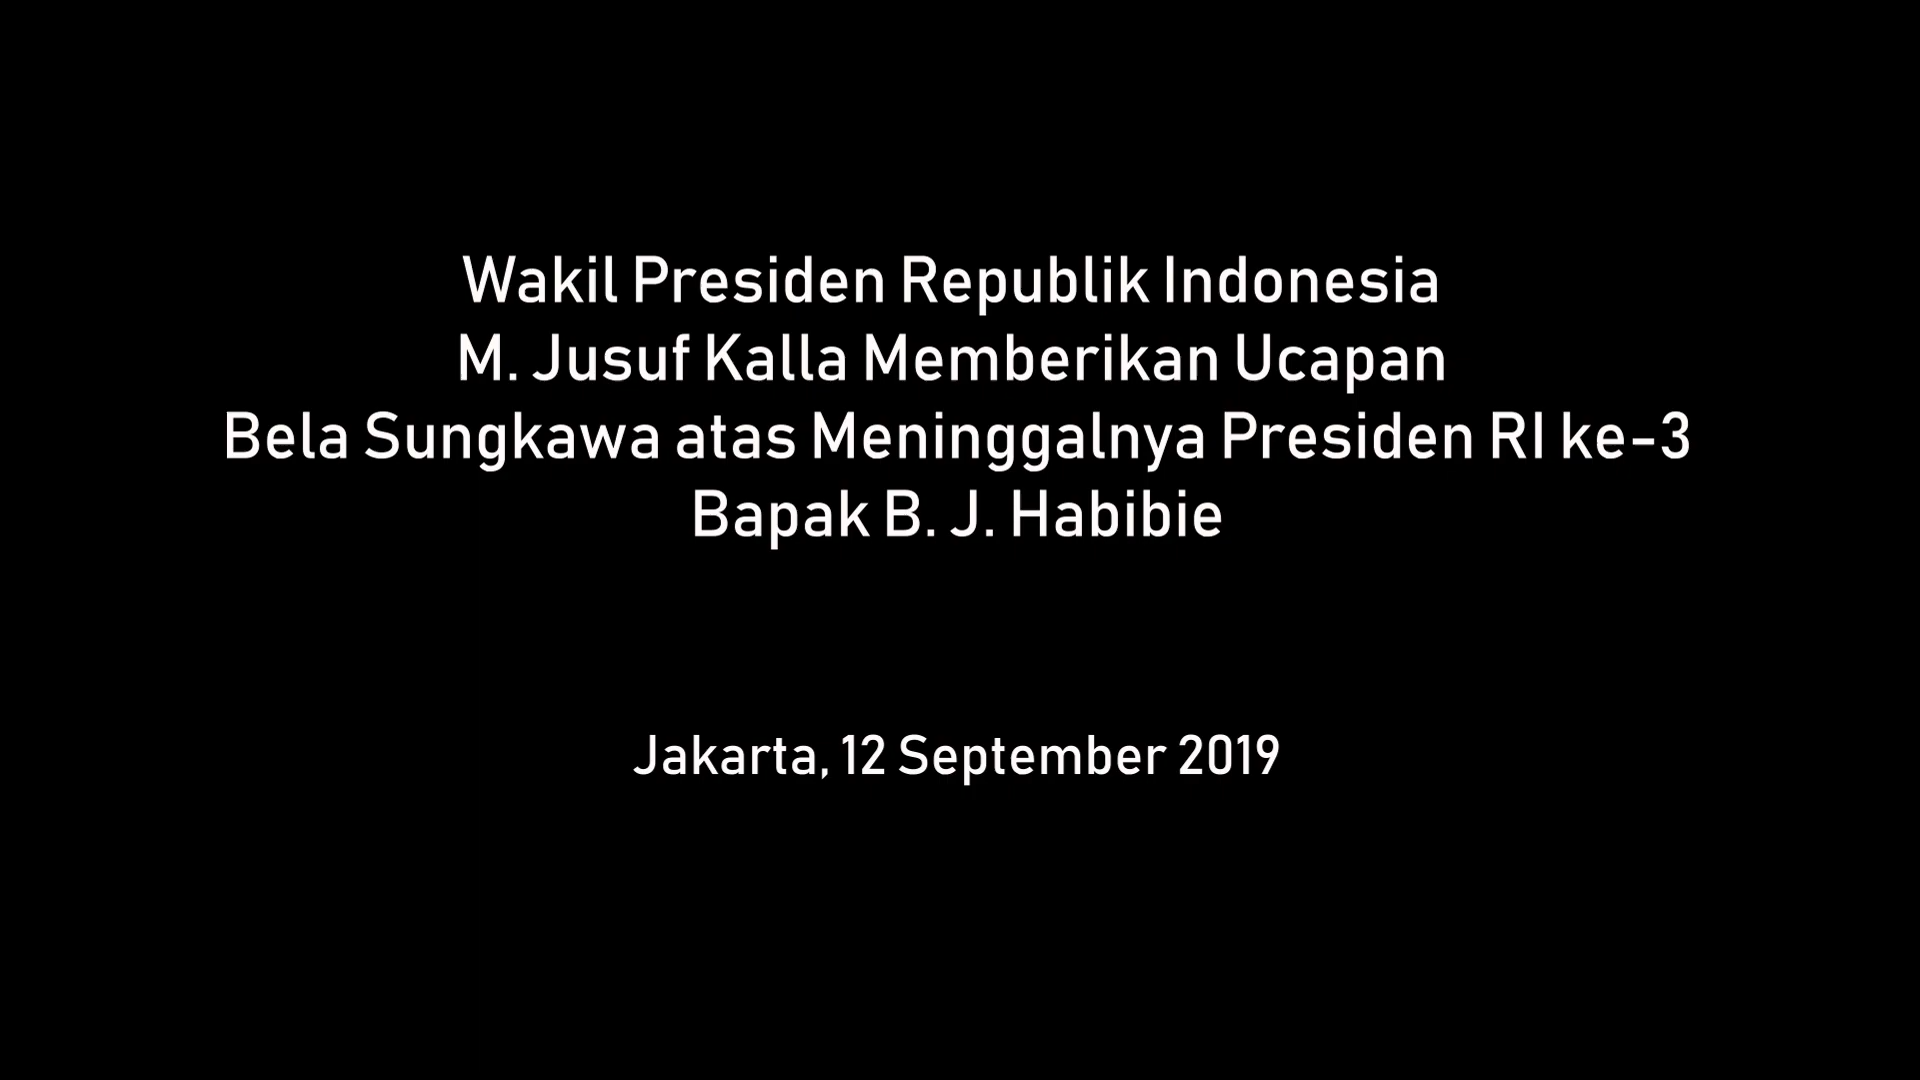 Wakil Presiden Republik Indonesia
M. Jusuf Kalla Memberikan Ucapan
Bela Sungkawa atas Meninggalnya Presiden RI ke-3
Bapak B. J. Habibie
Jakarta, 12 September 2019